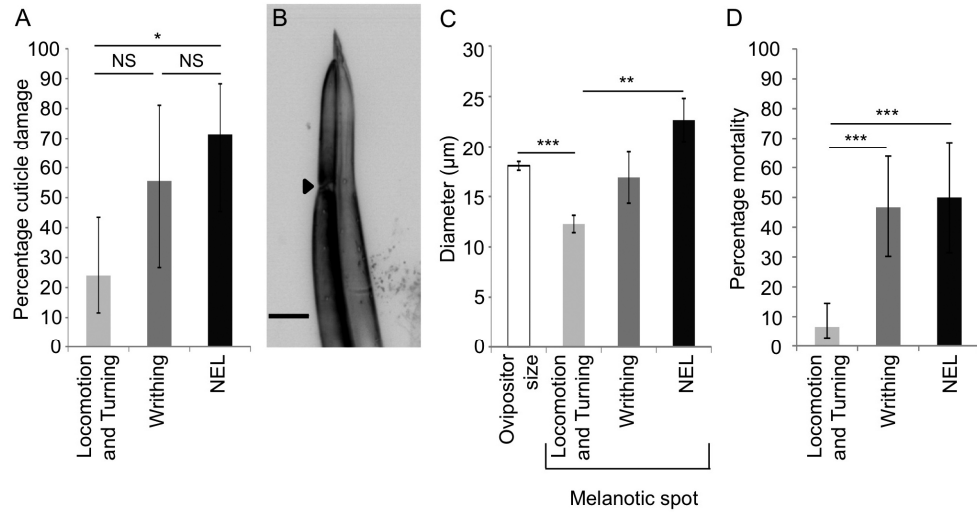 A
Percentage cuticle damage
100
90
80
70
60
50
40
30
20
10
0
*
NS
NS
Locomotion
and Turning
Writhing
NEL
B
C
Diameter (µm)
30
25
20
15
10
5
0
***
**
Ovipositor
size
Locomotion
and Turning
Writhing
NEL
Melanotic spot
D
Percentage mortality
100
90
80
70
60
50
40
30
20
10
0
***
***
Locomotion
and Turning
Writhing
NEL